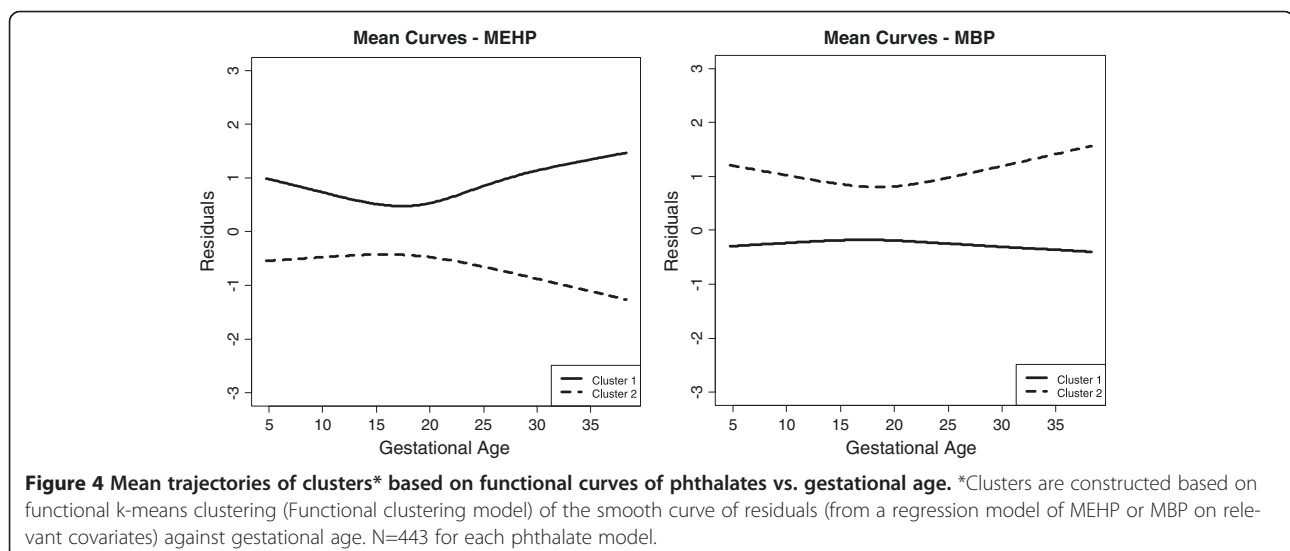 Mean Curves - MEHP
3
2
1
0
-1
-2
-3
Residuals
5 10 15 20 25 30 35
Gestational Age
Cluster 1
Cluster 2
Mean Curves - MBP
3
2
1
0
-1
-2
-3
Residuals
5 10 15 20 25 30 35
Gestational Age
Cluster 1
Cluster 2
Figure 4 Mean trajectories of clusters* based on functional curves of phthalates vs. gestational age. *Clusters are constructed based on
functional k-means clustering (Functional clustering model) of the smooth curve of residuals (from a regression model of MEHP or MBP on rele-
vant covariates) against gestational age. N=443 for each phthalate model.